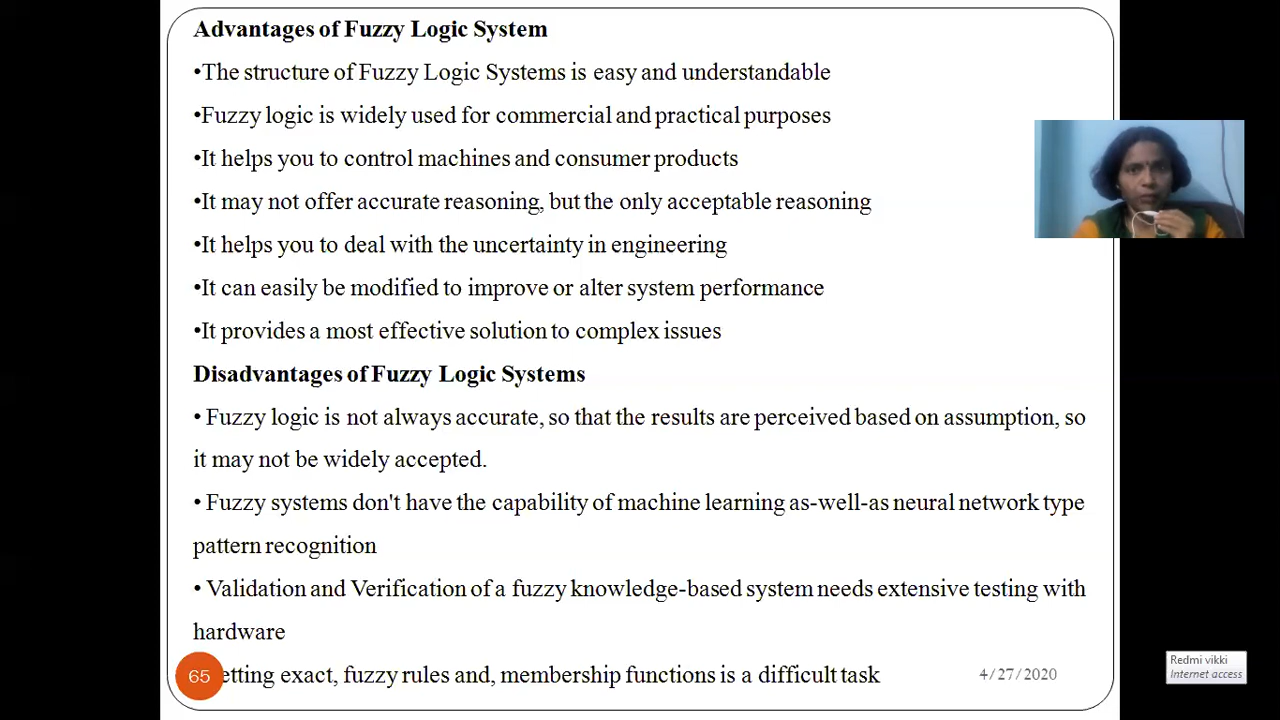 Advantages of Fuzzy Logic System
•The structure of Fuzzy Logic Systems is easy and understandable
•Fuzzy logic is widely used for commercial and practical purposes
•It helps you to control machines and consumer products
•It may not offer accurate reasoning, but the only acceptable reasoning
•It helps you to deal with the uncertainty in engineering
•It can easily be modified to improve or alter system performance
•It provides a most effective solution to complex issues
Disadvantages of Fuzzy Logic Systems
• Fuzzy logic is not always accurate, so that the results are perceived based on assumption, so
it may not be widely accepted.
• Fuzzy systems don't have the capability of machine learning as-well-as neural network type
pattern recognition
• Validation and Verification of a fuzzy knowledge-based system needs extensive testing with
hardware
etting exact, fuzzy rules and, membership functions is a difficult task
65
4/27/2020
Redmi vikki
Internet access